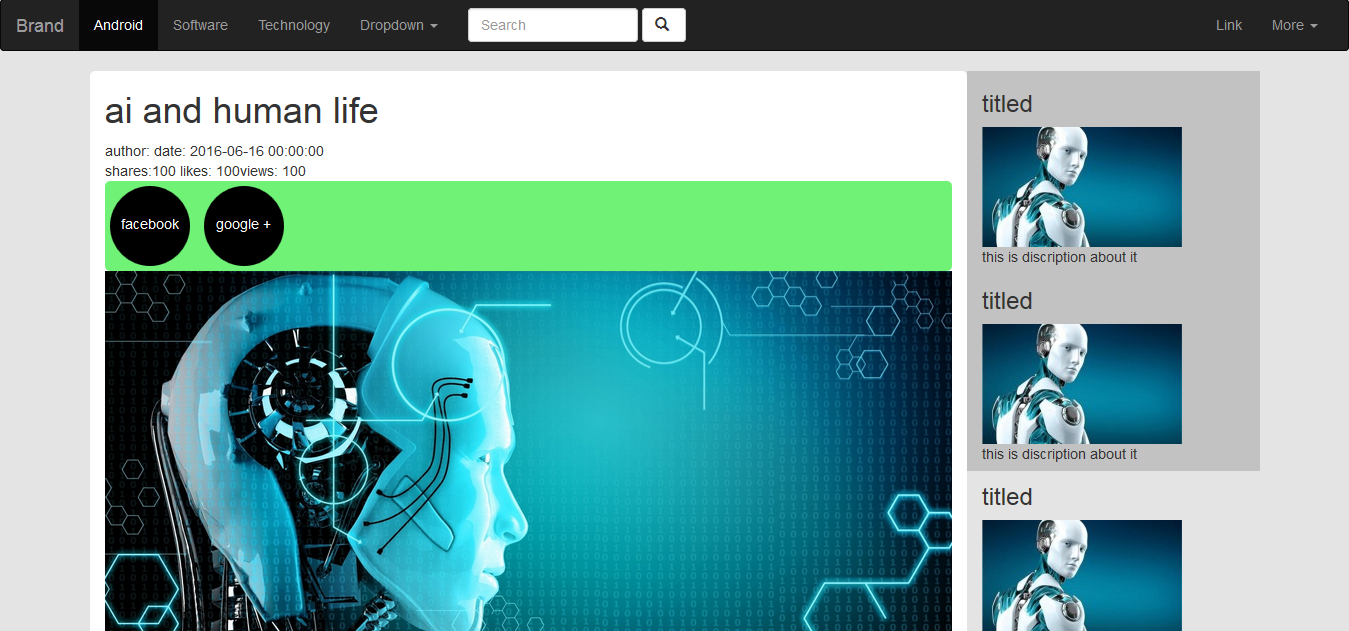 Brand Android Software Technology Dropdown Search Link More
ai and human life
author: date: 2016-06-16 00:00:00
shares:100 likes: 100views: 100
facebook google +
titled
this is discription about it
titled
this is discription about it
titled